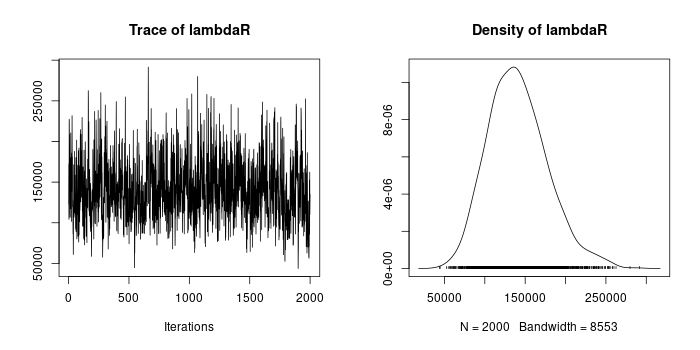 Trace of lambdaR
250000
150000
50000
0
500
1000
1500
2000
Iterations
Density of lambdaR
8e-06
4e-06
0e+00
50000
150000
250000
N = 2000 Bandwidth = 8553